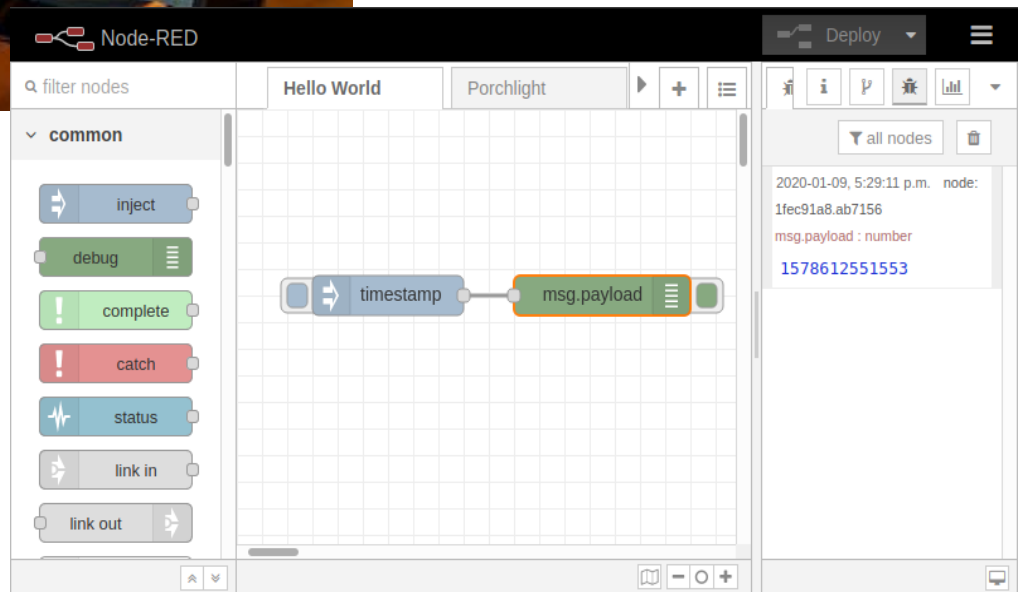 Node-RED
Deploy
filter nodes
Hello World
Porchlight
common
all nodes
inject
debug
complete
catch
status
link in
link out
timestamp
msg.payload
2020-01-09, 5:29:11 p.m. node:
1fec91a8.ab7156
msg.payload : number
1578612551553